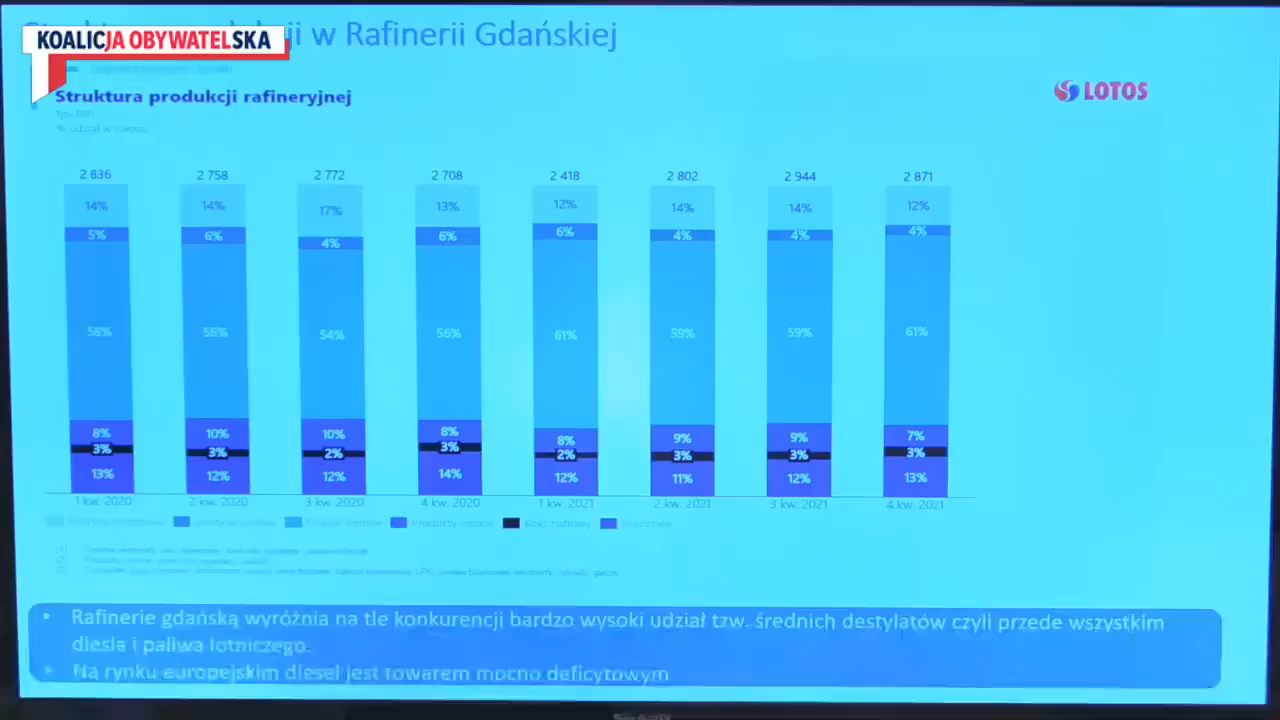 KOALICJA OBYWATELSKA
w Rafinerii Gdańskiej
Struktura produkcji rafineryjnej
LOTOS
tys. ton
2 836 2 758 2 772 2 708 2 418 2 802 2 944 2 871
14% 14% 17% 13% 12% 14% 14% 12%
5% 6% 4% 6% 6% 4% 4% 4%
56% 54% 56% 61% 59% 59% 61%
8% 10% 10% 8% 8% 9% 9% 7%
3% 3% 2% 3% 2% 3% 3% 3%
13% 12% 12% 14% 12% 11% 12% 13%
1 kw. 2020 2 kw. 2020 3 kw. 2020 4 kw. 2020 1 kw. 2021 2 kw. 2021 3 kw. 2021 4 kw. 2021
Koks naftowy
• Rafinerie gdańską wyróżnia na tle konkurencji bardzo wysoki udział tzw. średnich destylatów czyli przede wszystkim
diesla i paliwa lotniczego.
• Na rynku europejskim diesel jest towarem mocno deficytowym